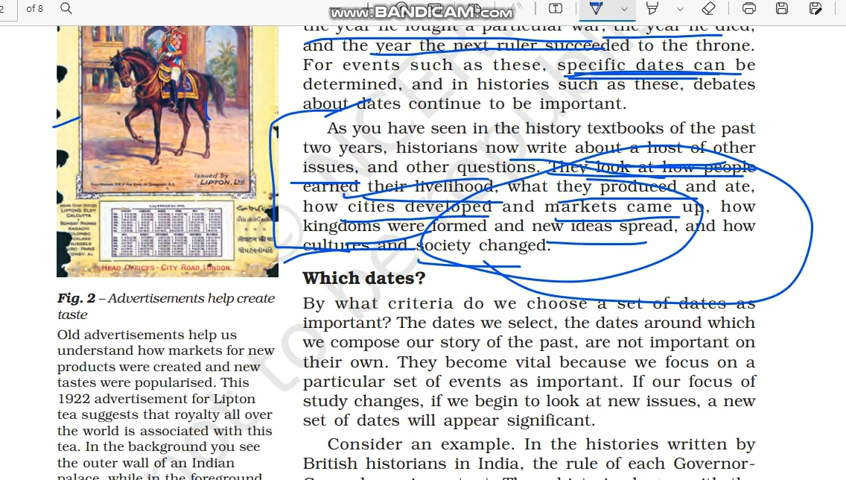 of 8
www.BANDICAM.com
the year he fought a particular war, the year he died,
and the year the next ruler succeeded to the throne.
For events such as these, specific dates can be
determined, and in histories such as these, debates
about dates continue to be important.
As you have seen in the history textbooks of the past
two years, historians now write about a host of other
issues, and other questions. They look at how people
earned their livelihood, what they produced and ate,
how cities developed and markets came up, how
kingdoms were formed and new ideas spread, and how
cultures and society changed.
Issued by
LIPTON, Ltd
HEAD OFFICES - CITY ROAD, LONDON.
Fig. 2 – Advertisements help create
taste
Old advertisements help us
understand how markets for new
products were created and new
tastes were popularised. This
1922 advertisement for Lipton
tea suggests that royalty all over
the world is associated with this
tea. In the background you see
the outer wall of an Indian
palace, while in the foreground
Which dates?
By what criteria do we choose a set of dates as
important? The dates we select, the dates around which
we compose our story of the past, are not important on
their own. They become vital because we focus on a
particular set of events as important. If our focus of
study changes, if we begin to look at new issues, a new
set of dates will appear significant.
Consider an example. In the histories written by
British historians in India, the rule of each Governor-